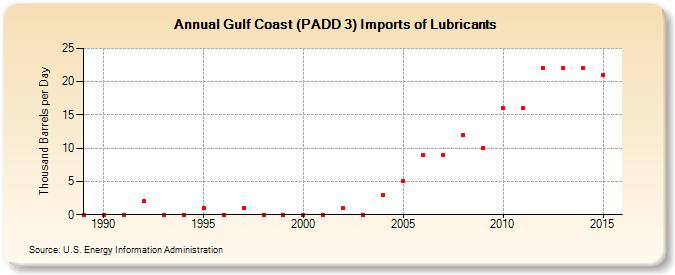 Annual Gulf Coast (PADD 3) Imports of Lubricants
Thousand Barrels per Day
25
20
15
10
5
0
1990 1995 2000 2005 2010 2015
Source: U.S. Energy Information Administration